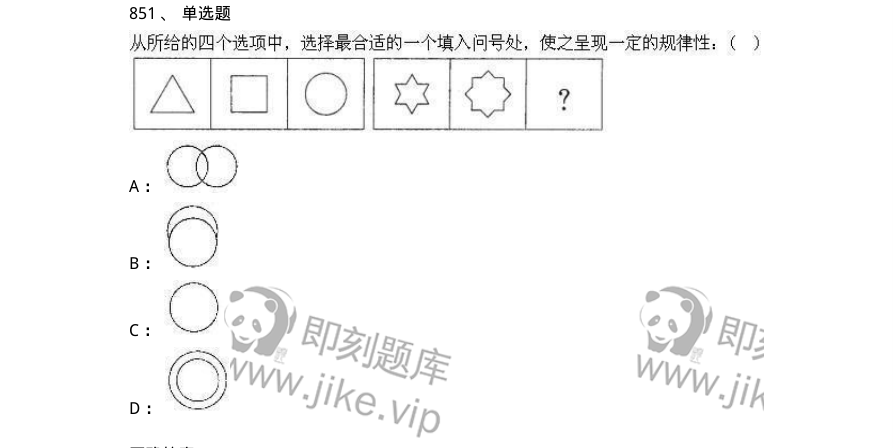 851、 单选题
从所给的四个选项中，选择最合适的一个填入问号处，使之呈现一定的规律性：（ ）
?
A：
B：
C：
D：
即刻题库
www.jike.vip
即
www.jik